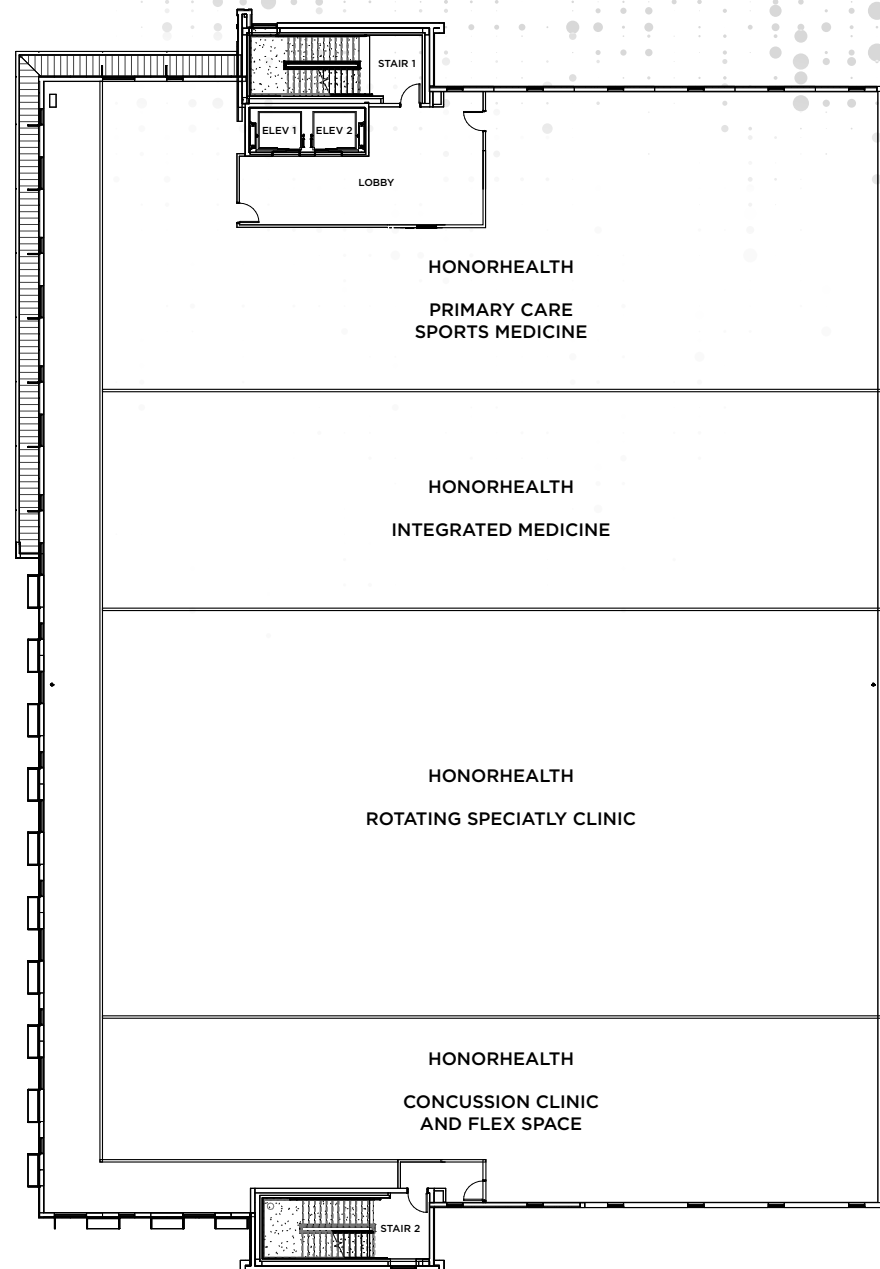 STAIR 1
ELEV 1
ELEV 2
LOBBY
HONORHEALTH
PRIMARY CARE
SPORTS MEDICINE
HONORHEALTH
INTEGRATED MEDICINE
HONORHEALTH
ROTATING SPECIATLY CLINIC
HONORHEALTH
CONCUSSION CLINIC
AND FLEX SPACE
STAIR 2